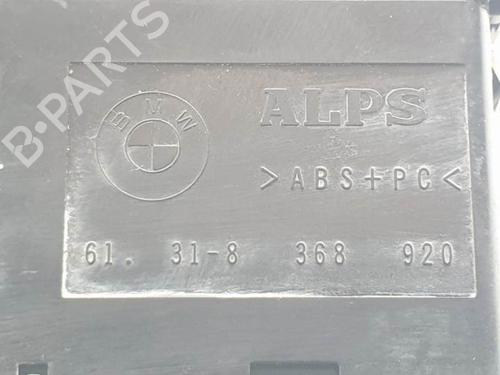 B-PARTS
BMW
ALPS
>ABS+PC<
61. 31-8 368 920